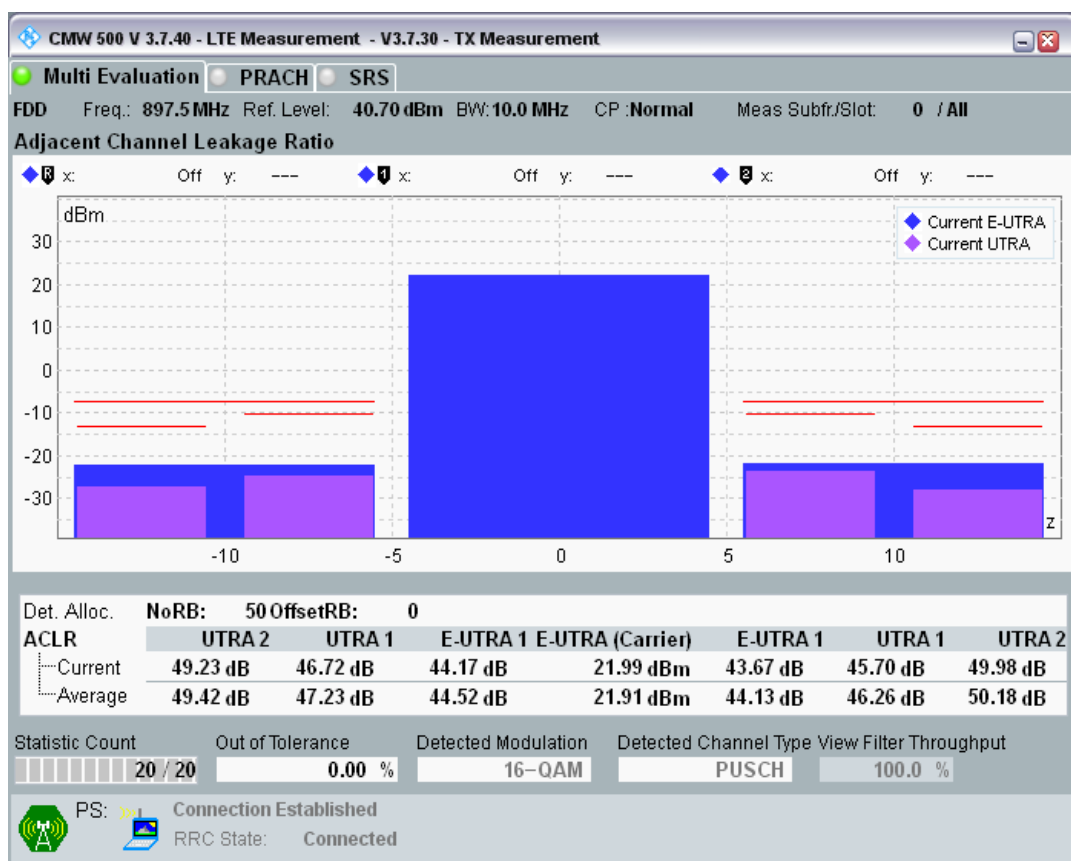 CMW 500 V 3.7.40 - LTE Measurement - V3.7.30 - TX Measurement
Multi Evaluation PRACH SRS
FDD Freq.: 897.5 MHz Ref. Level: 40.70 dBm BW: 10.0 MHz CP :Normal Meas Subfr./Slot: 0 / All
Adjacent Channel Leakage Ratio
R x: Off y: --- 1 x: Off y: --- 2 x: Off y: ---
dBm
Current E-UTRA
Current UTRA
30
20
10
0
-10
-20
-30
z
-10 -5 0 5 10
Det. Alloc. NoRB: 50 OffsetRB: 0
ACLR UTRA 2 UTRA 1 E-UTRA 1 E-UTRA (Carrier) E-UTRA 1 UTRA 1 UTRA 2
Current 49.23 dB 46.72 dB 44.17 dB 21.99 dBm 43.67 dB 45.70 dB 49.98 dB
Average 49.42 dB 47.23 dB 44.52 dB 21.91 dBm 44.13 dB 46.26 dB 50.18 dB
Statistic Count Out of Tolerance Detected Modulation Detected Channel Type View Filter Throughput
20 / 20 0.00 % 16-QAM PUSCH 100.0 %
PS: Connection Established
RRC State: Connected